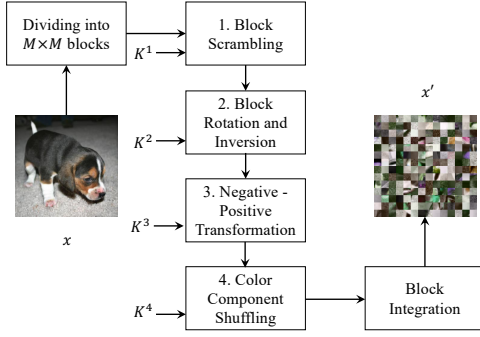 Dividing into
M×M blocks
K¹
1. Block
Scrambling
K²
2. Block
Rotation and
Inversion
K³
3. Negative -
Positive
Transformation
K⁴
4. Color
Component
Shuffling
Block
Integration
x
x′